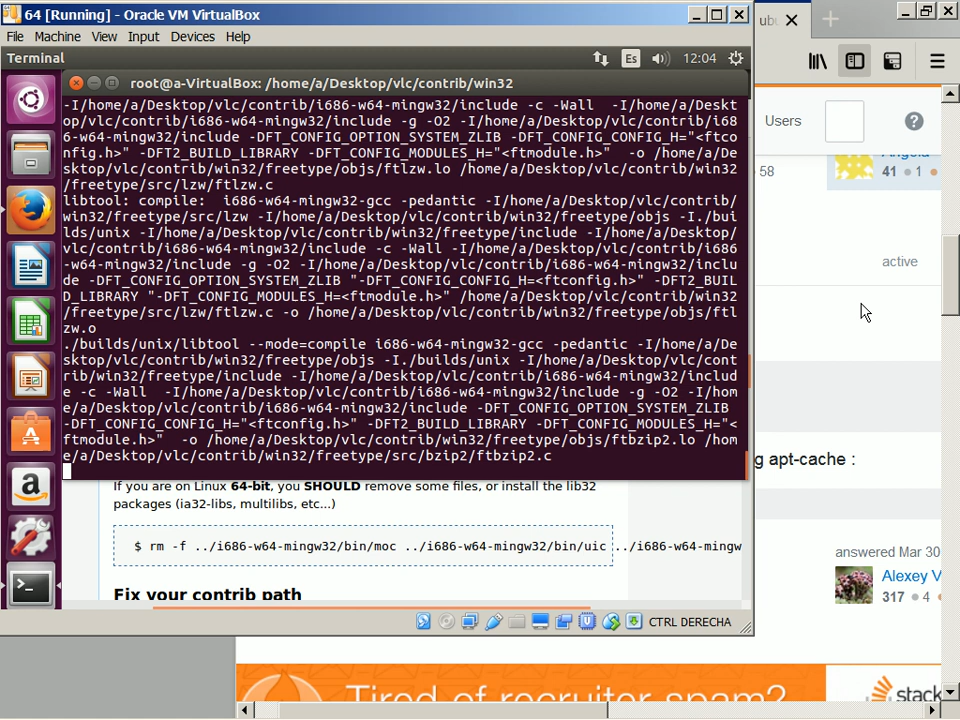 64 [Running] - Oracle VM VirtualBox
File Machine View Input Devices Help
Terminal Es 12:04
root@a-VirtualBox: /home/a/Desktop/vlc/contrib/win32
-I/home/a/Desktop/vlc/contrib/i686-w64-mingw32/include -c -Wall  -I/home/a/Deskt
op/vlc/contrib/i686-w64-mingw32/include -g -O2 -I/home/a/Desktop/vlc/contrib/i68
6-w64-mingw32/include -DFT_CONFIG_OPTION_SYSTEM_ZLIB -DFT_CONFIG_CONFIG_H="<ftco
nfig.h>" -DFT2_BUILD_LIBRARY -DFT_CONFIG_MODULES_H="<ftmodule.h>"  -o /home/a/De
sktop/vlc/contrib/win32/freetype/objs/ftlzw.lo /home/a/Desktop/vlc/contrib/win32
/freetype/src/lzw/ftlzw.c
libtool: compile:  i686-w64-mingw32-gcc -pedantic -I/home/a/Desktop/vlc/contrib/
win32/freetype/src/lzw -I/home/a/Desktop/vlc/contrib/win32/freetype/objs -I./bui
lds/unix -I/home/a/Desktop/vlc/contrib/win32/freetype/include -I/home/a/Desktop/
vlc/contrib/i686-w64-mingw32/include -c -Wall -I/home/a/Desktop/vlc/contrib/i686
-w64-mingw32/include -g -O2 -I/home/a/Desktop/vlc/contrib/i686-w64-mingw32/inclu
de -DFT_CONFIG_OPTION_SYSTEM_ZLIB "-DFT_CONFIG_CONFIG_H=<ftconfig.h>" -DFT2_BUIL
D_LIBRARY "-DFT_CONFIG_MODULES_H=<ftmodule.h>" /home/a/Desktop/vlc/contrib/win32
/freetype/src/lzw/ftlzw.c -o /home/a/Desktop/vlc/contrib/win32/freetype/objs/ftl
zw.o
./builds/unix/libtool --mode=compile i686-w64-mingw32-gcc -pedantic -I/home/a/De
sktop/vlc/contrib/win32/freetype/objs -I./builds/unix -I/home/a/Desktop/vlc/cont
rib/win32/freetype/include -I/home/a/Desktop/vlc/contrib/i686-w64-mingw32/includ
e -c -Wall  -I/home/a/Desktop/vlc/contrib/i686-w64-mingw32/include -g -O2 -I/hom
e/a/Desktop/vlc/contrib/i686-w64-mingw32/include -DFT_CONFIG_OPTION_SYSTEM_ZLIB
-DFT_CONFIG_CONFIG_H="<ftconfig.h>" -DFT2_BUILD_LIBRARY -DFT_CONFIG_MODULES_H="<
ftmodule.h>"  -o /home/a/Desktop/vlc/contrib/win32/freetype/objs/ftbzip2.lo /hom
e/a/Desktop/vlc/contrib/win32/freetype/src/bzip2/ftbzip2.c
If you are on Linux 64-bit, you SHOULD remove some files, or install the lib32
packages (ia32-libs, multilibs, etc...)
$ rm -f ../i686-w64-mingw32/bin/moc ../i686-w64-mingw32/bin/uic ../i686-w64-mingw
Fix your contrib path
CTRL DERECHA
ubu
Users
58
41 1
active
g apt-cache :
answered Mar 30
Alexey V
317 4
Tired of recruiter spam?
stack